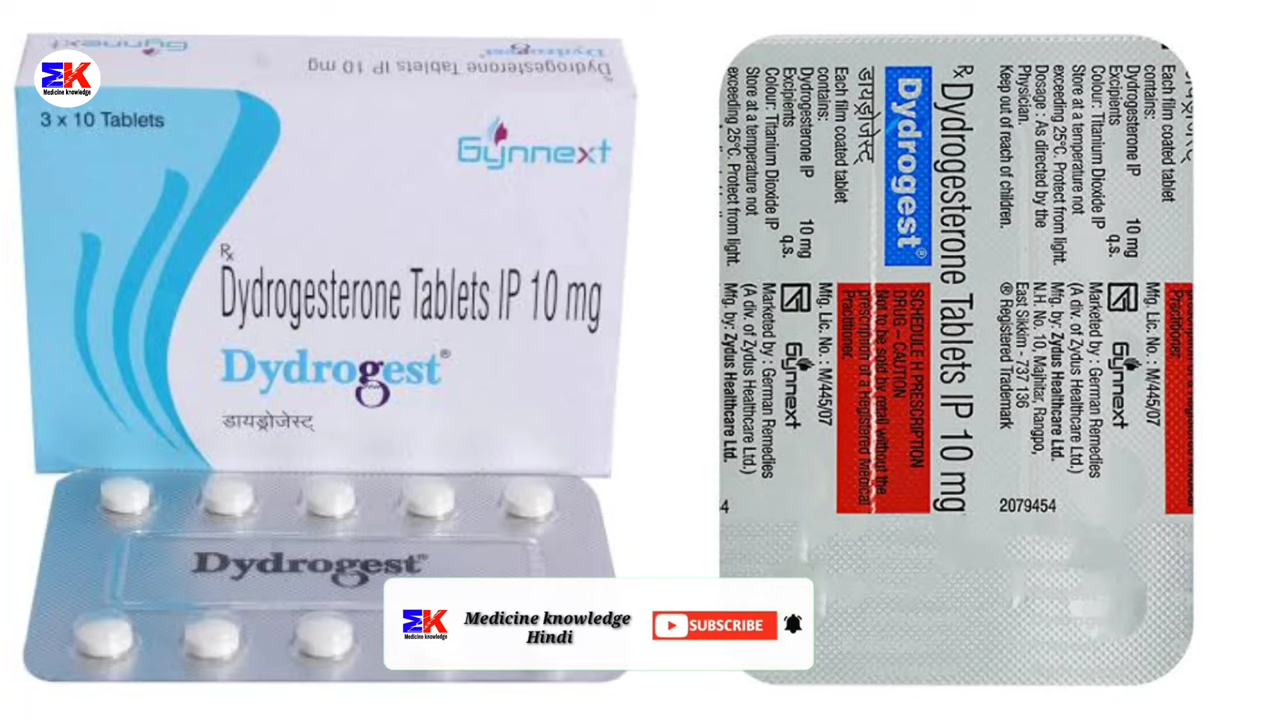 Gynnext
Dydrogest
Rx
Dydrogesterone Tablets IP 10 mg
ΣK
Medicine knowledge
3 x 10 Tablets
Gynnext
Rx
Dydrogesterone Tablets IP 10 mg
Dydrogest®
डायड्रोजेस्ट्
Dydrogest®
Each film coated tablet
contains:
Dydrogesterone IP 10 mg
Excipients q.s.
Colour: Titanium Dioxide IP
Store at a temperature not
exceeding 25°C. Protect from light.
Dosage : As directed by the
Physician.
Keep out of reach of children.
Practitioner.
Mfg. Lic. No. : M/445/07
Gynnext
Marketed by : German Remedies
(A div. of Zydus Healthcare Ltd.)
Mfg. by: Zydus Healthcare Ltd.
N.H. No. 10, Majhitar, Rangpo,
East Sikkim - 737 136
® Registered Trademark
2079454
Rx Dydrogesterone Tablets IP 10 mg
Dydrogest®
डायड्रोजेस्ट्
SCHEDULE H PRESCRIPTION
DRUG – CAUTION
Not to be sold by retail without the
prescription of a Registered Medical
Practitioner.
Each film coated tablet
contains:
Dydrogesterone IP 10 mg
Excipients q.s.
Colour: Titanium Dioxide IP
Store at a temperature not
exceeding 25°C. Protect from light.
Mfg. Lic. No. : M/445/07
Gynnext
Marketed by : German Remedies
(A div. of Zydus Healthcare Ltd.)
Mfg. by: Zydus Healthcare Ltd.
4
ΣK
Medicine knowledge
Medicine knowledge
Hindi
SUBSCRIBE